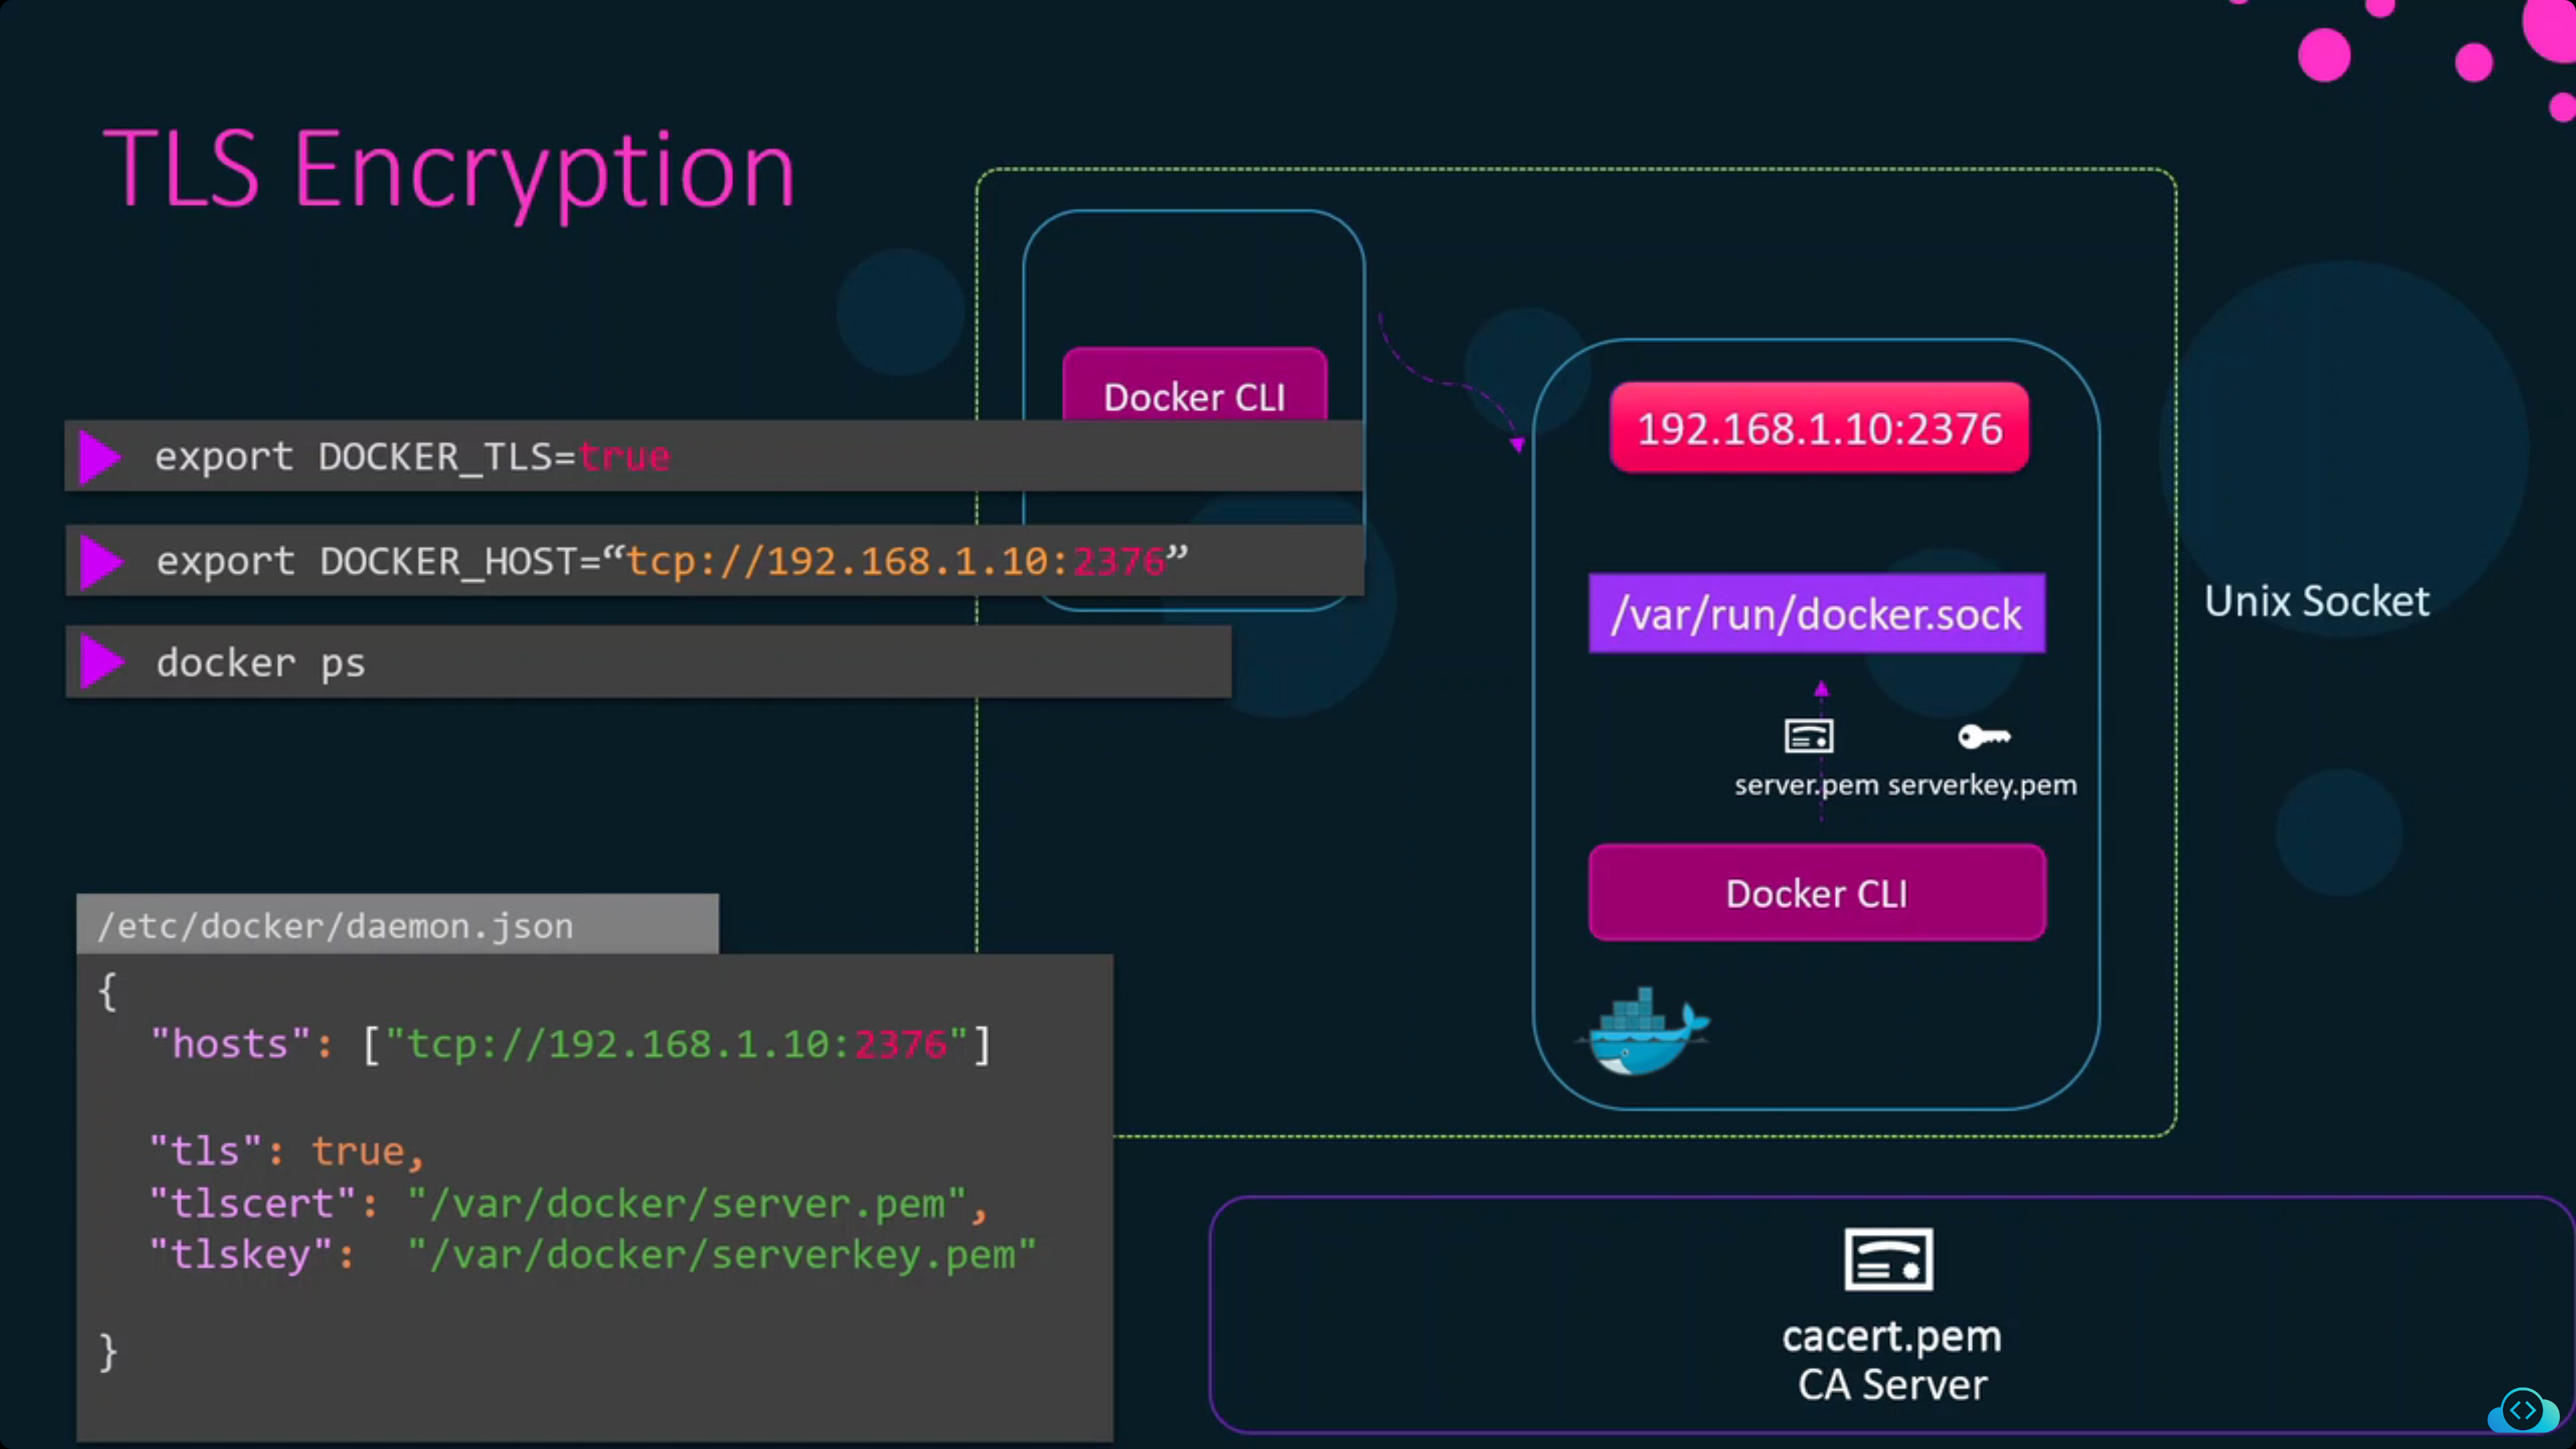 TLS Encryption
Docker CLI
192.168.1.10:2376
export DOCKER_TLS=true
export DOCKER_HOST=“tcp://192.168.1.10:2376”
docker ps
/var/run/docker.sock
Unix Socket
server.pem serverkey.pem
Docker CLI
/etc/docker/daemon.json
{
"hosts": ["tcp://192.168.1.10:2376"]
"tls": true,
"tlscert": "/var/docker/server.pem",
"tlskey": "/var/docker/serverkey.pem"
}
cacert.pem
CA Server